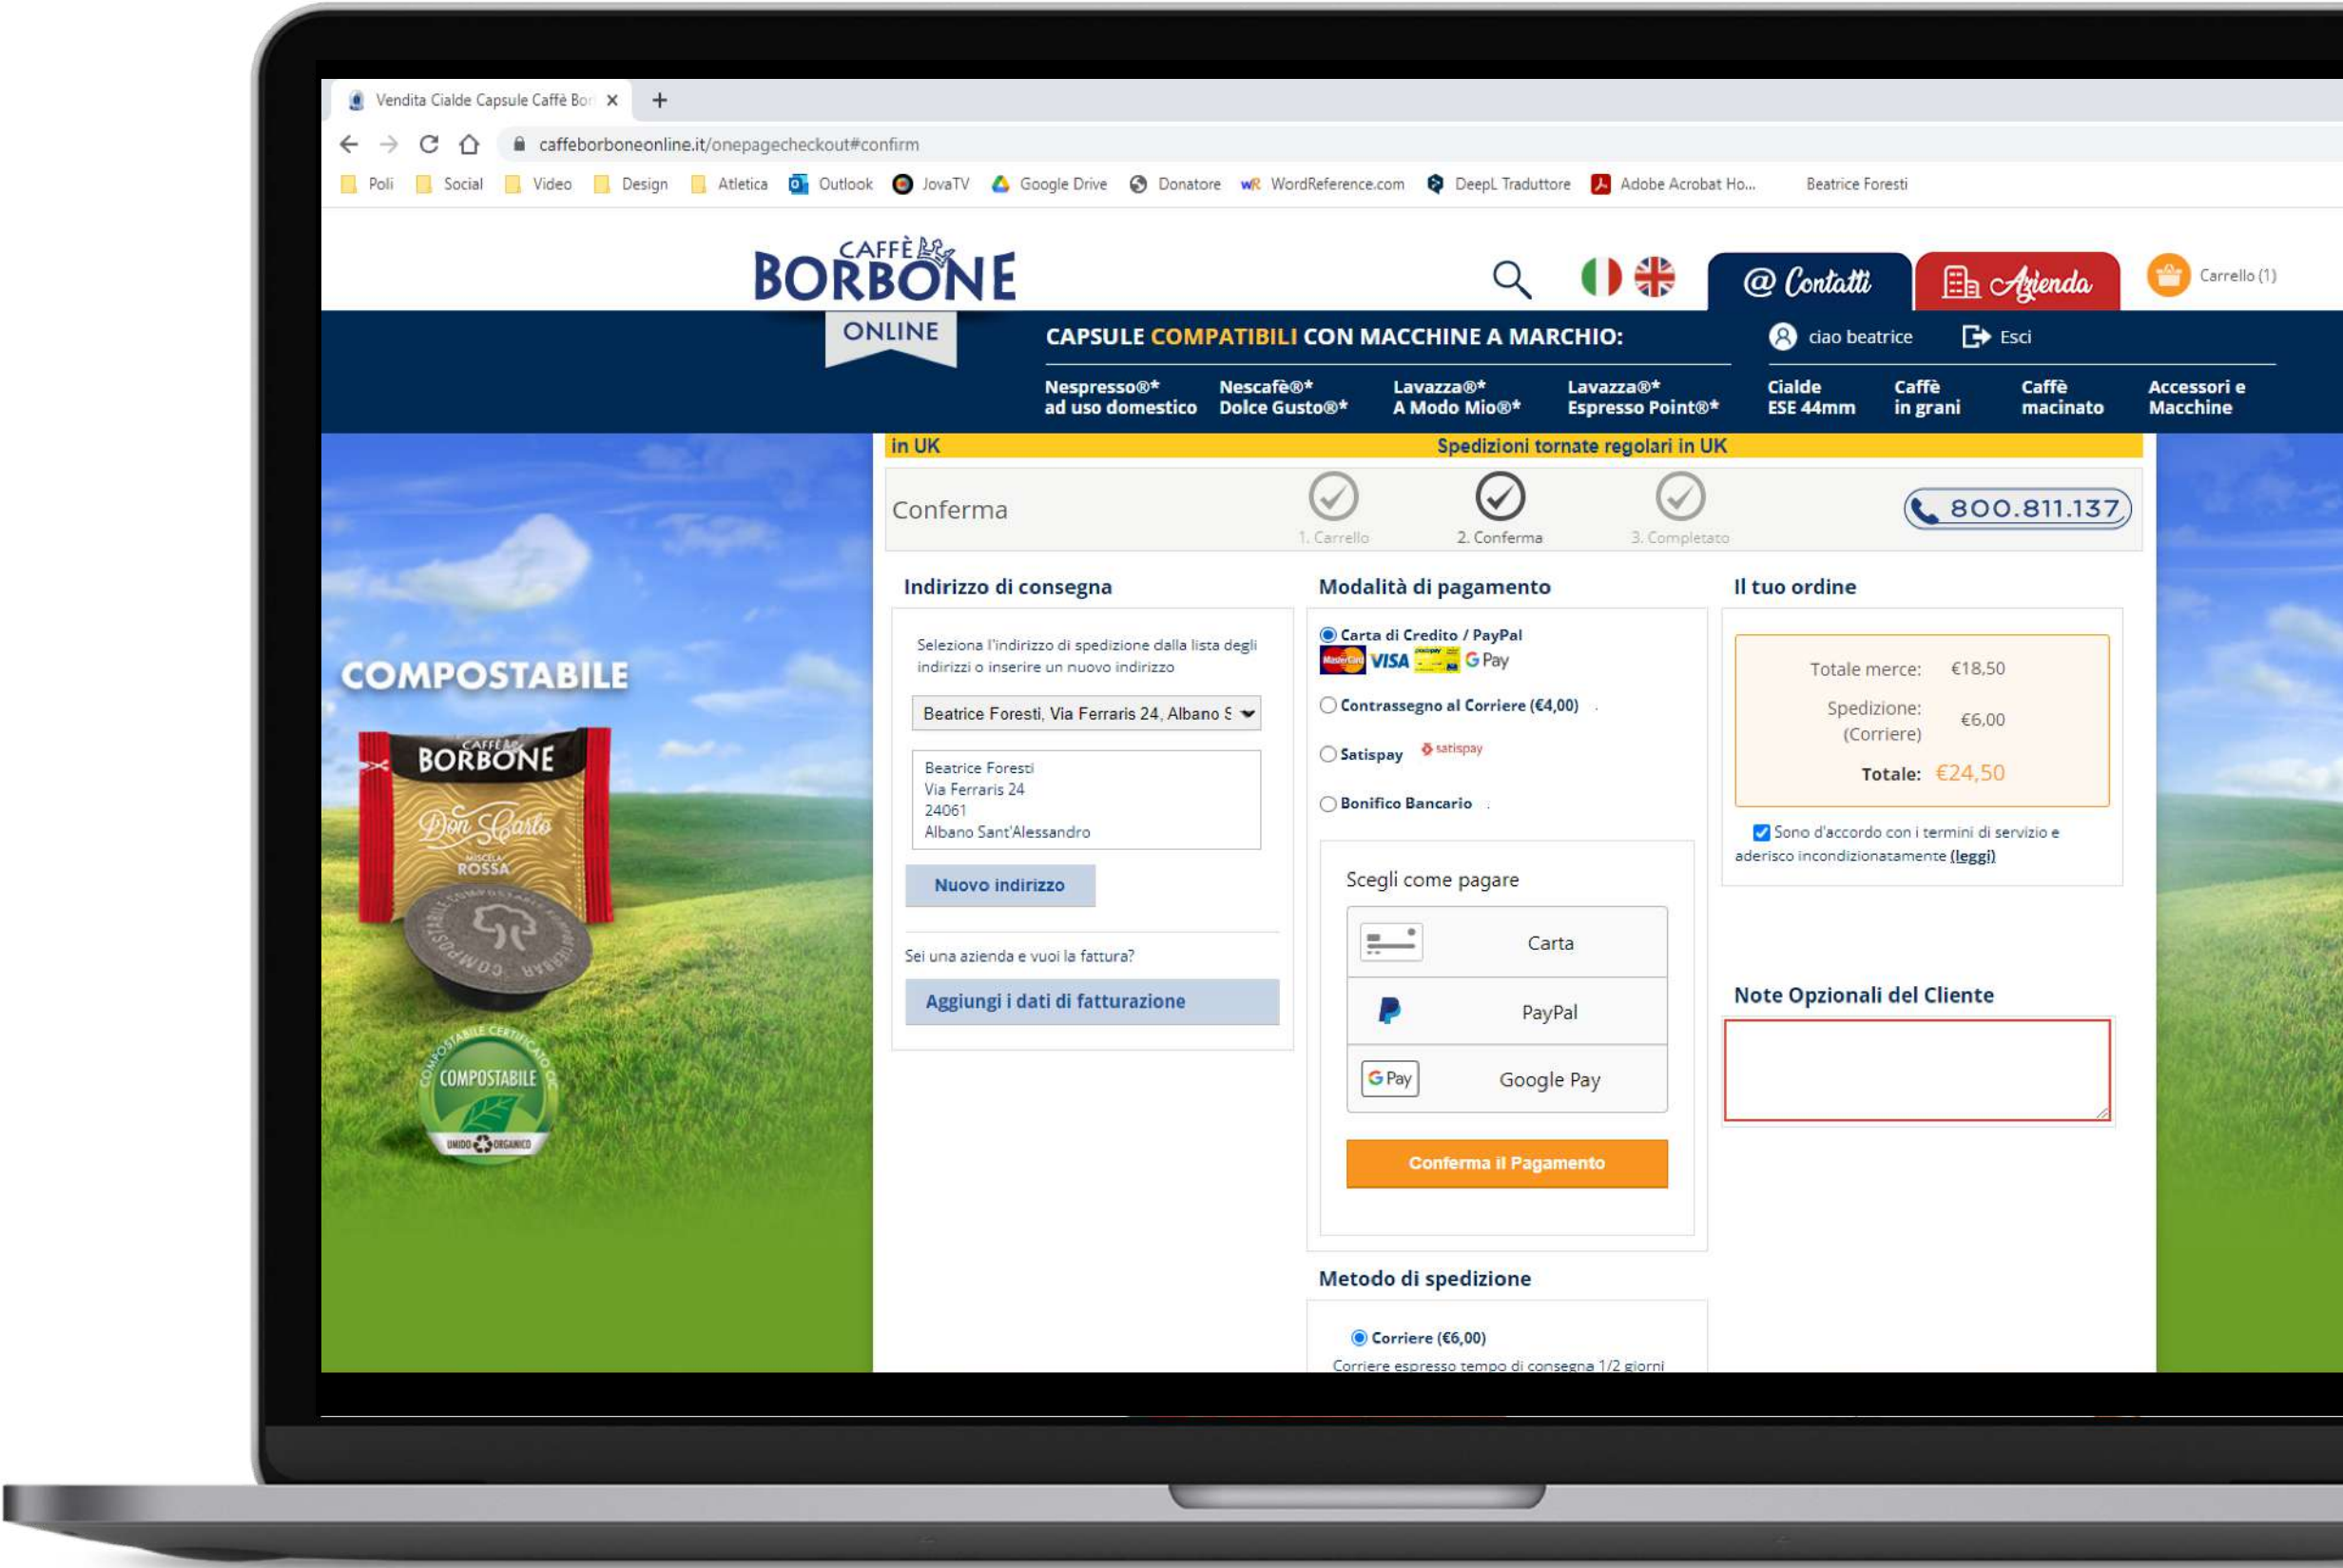 Vendita Cialde Capsule Caffè Bor
caffeborboneonline.it/onepagecheckout#confirm
Poli Social Video Design Atletica Outlook JovaTV Google Drive Donatore WordReference.com DeepL Traduttore Adobe Acrobat Ho... Beatrice Foresti
CAFFÈ
BORBONE
ONLINE
@ Contatti
Azienda
Carrello (1)
CAPSULE COMPATIBILI CON MACCHINE A MARCHIO:
ciao beatrice
Esci
Nespresso®*
ad uso domestico
Nescafè®*
Dolce Gusto®*
Lavazza®*
A Modo Mio®*
Lavazza®*
Espresso Point®*
Cialde
ESE 44mm
Caffè
in grani
Caffè
macinato
Accessori e
Macchine
in UK
Spedizioni tornate regolari in UK
Conferma
1. Carrello
2. Conferma
3. Completato
800.811.137
COMPOSTABILE
CAFFÈ
BORBONE
Don Carlo
MISCELA
ROSSA
COMPOSTABILE CERTIFICATO CIC
COMPOSTABILE
UMIDO ORGANICO
Indirizzo di consegna
Seleziona l'indirizzo di spedizione dalla lista degli
indirizzi o inserire un nuovo indirizzo
Beatrice Foresti, Via Ferraris 24, Albano S
Beatrice Foresti
Via Ferraris 24
24061
Albano Sant'Alessandro
Nuovo indirizzo
Sei una azienda e vuoi la fattura?
Aggiungi i dati di fatturazione
Modalità di pagamento
Carta di Credito / PayPal
MasterCard VISA postepay G Pay
Contrassegno al Corriere (€4,00) .
Satispay satispay
Bonifico Bancario .
Scegli come pagare
Carta
PayPal
G Pay Google Pay
Conferma il Pagamento
Metodo di spedizione
Corriere (€6,00)
Corriere espresso tempo di consegna 1/2 giorni
Il tuo ordine
Totale merce: €18,50
Spedizione:
(Corriere) €6,00
Totale: €24,50
Sono d'accordo con i termini di servizio e
aderisco incondizionatamente (leggi)
Note Opzionali del Cliente